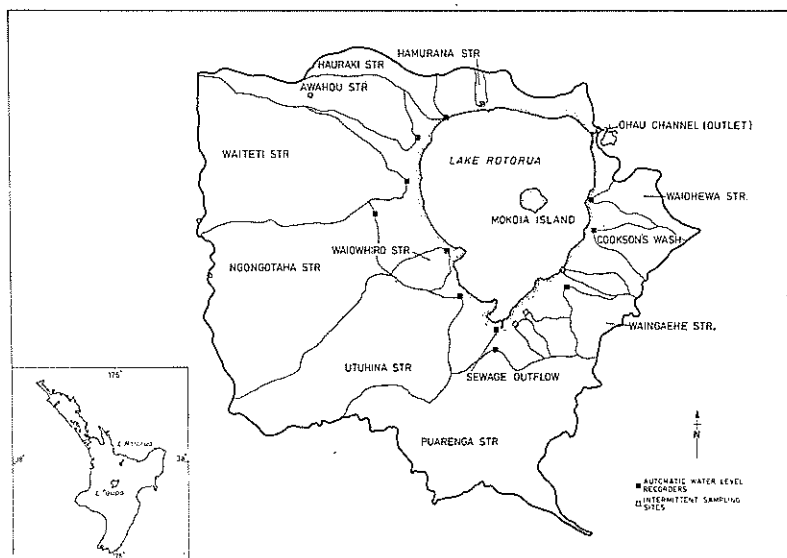 HAMURANA STR
HAURAKI STR
AWAHOU STR
OHAU CHANNEL (OUTLET)
WAITETI STR
LAKE ROTORUA
WAIOHEWA STR.
MOKOIA ISLAND
WAIOWHIRO STR
COOKSON'S WASH
NGONGOTAHA STR
WAINGAEHE STR.
UTUHINA STR
SEWAGE OUTFLOW
PUARENGA STR
N
AUTOMATIC WATER LEVEL
RECORDERS
INTERMITTENT SAMPLING
SITES
175°
38°